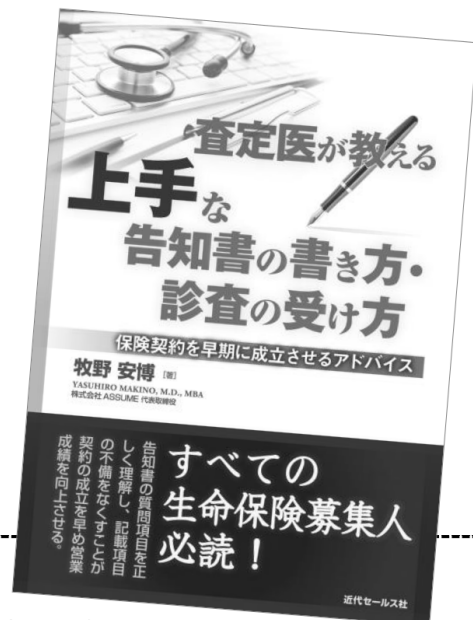 査定医が教える
上手な
告知書の書き方・
診査の受け方
保険契約を早期に成立させるアドバイス
牧野 安博 [著]
YASUHIRO MAKINO, M.D., MBA
株式会社 ASSUME 代表取締役
すべての
生命保険募集人
必読！
告知書の質問項目を正
しく理解し、記載項目
の不備をなくすことが
契約の成立を早め営業
成績を向上させる。
近代セールス社